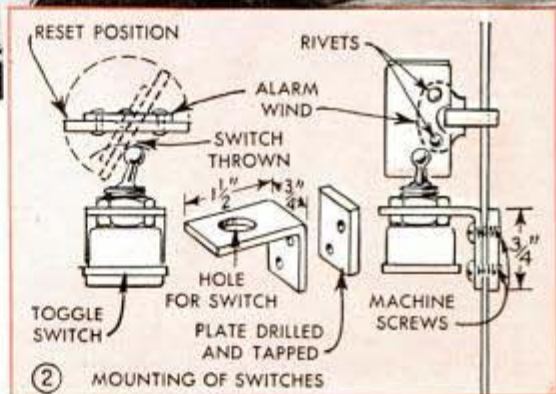 RESET POSITION
RIVETS
ALARM
WIND
SWITCH
THROWN
1 1/2"
3/4"
HOLE
FOR SWITCH
3/4"
TOGGLE
SWITCH
PLATE DRILLED
AND TAPPED
MACHINE
SCREWS
2 MOUNTING OF SWITCHES